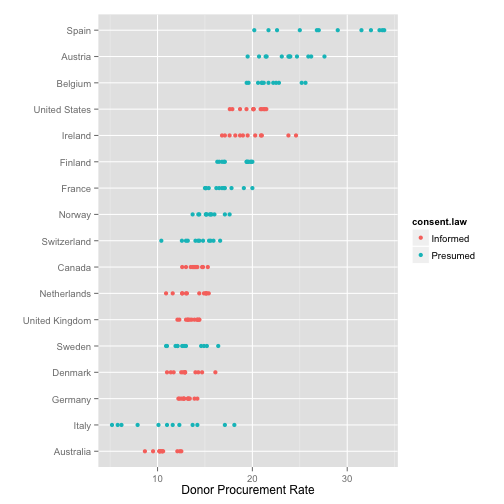 Spain
Austria
Belgium
United States
Ireland
Finland
France
Norway
Switzerland
Canada
Netherlands
United Kingdom
Sweden
Denmark
Germany
Italy
Australia
10 20 30
Donor Procurement Rate
consent.law
Informed
Presumed